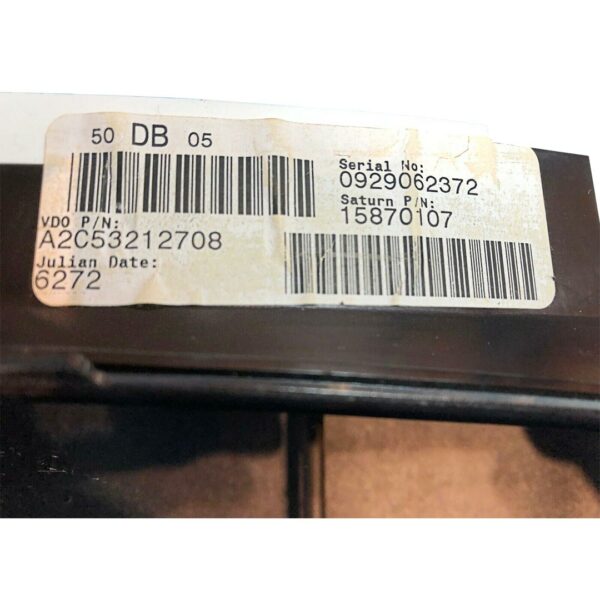 50 DB 05
Serial No:
0929062372
Saturn P/N:
15870107
VDO P/N:
A2C53212708
Julian Date:
6272